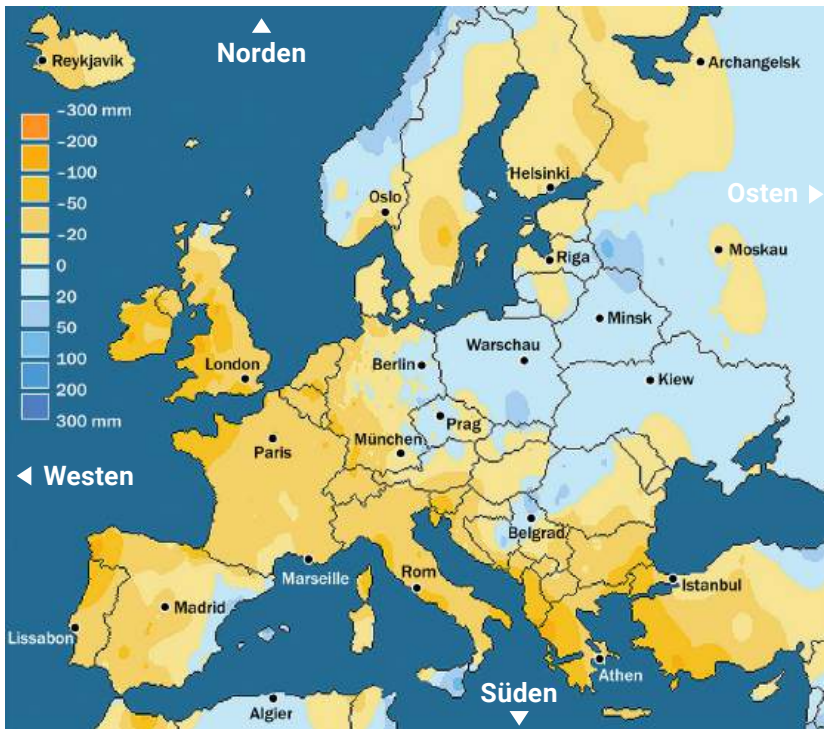 Norden
Reykjavik
Archangelsk
-300 mm
-200
-100
-50
-20
0
20
50
100
200
300 mm
Helsinki
Oslo
Osten
Moskau
Riga
Minsk
Warschau
London
Berlin
Kiew
Prag
Paris
München
Westen
Belgrad
Marseille
Rom
Istanbul
Madrid
Lissabon
Athen
Süden
Algier